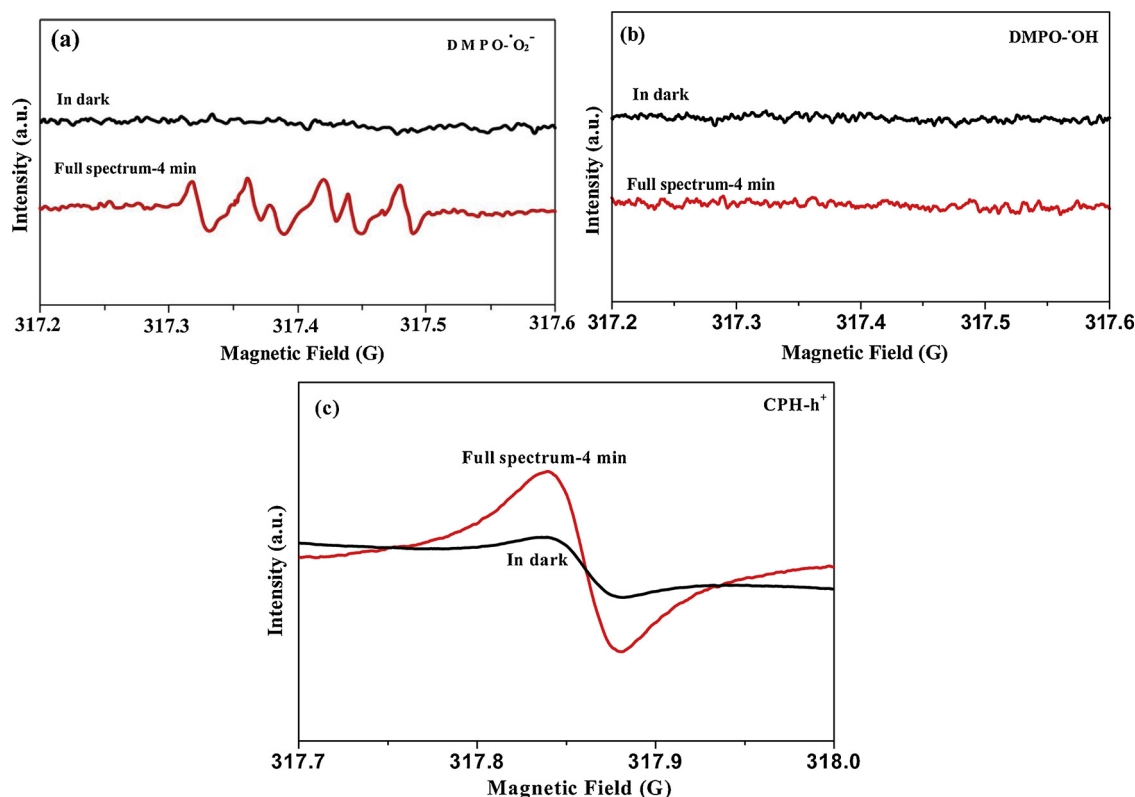 (a)
D M P O-•O₂⁻
In dark
Full spectrum-4 min
Intensity (a.u.)
317.2 317.3 317.4 317.5 317.6
Magnetic Field (G)
(b)
DMPO-•OH
In dark
Full spectrum-4 min
Intensity (a.u.)
317.2 317.3 317.4 317.5 317.6
Magnetic Field (G)
(c)
CPH-h⁺
Full spectrum-4 min
In dark
Intensity (a.u.)
317.7 317.8 317.9 318.0
Magnetic Field (G)